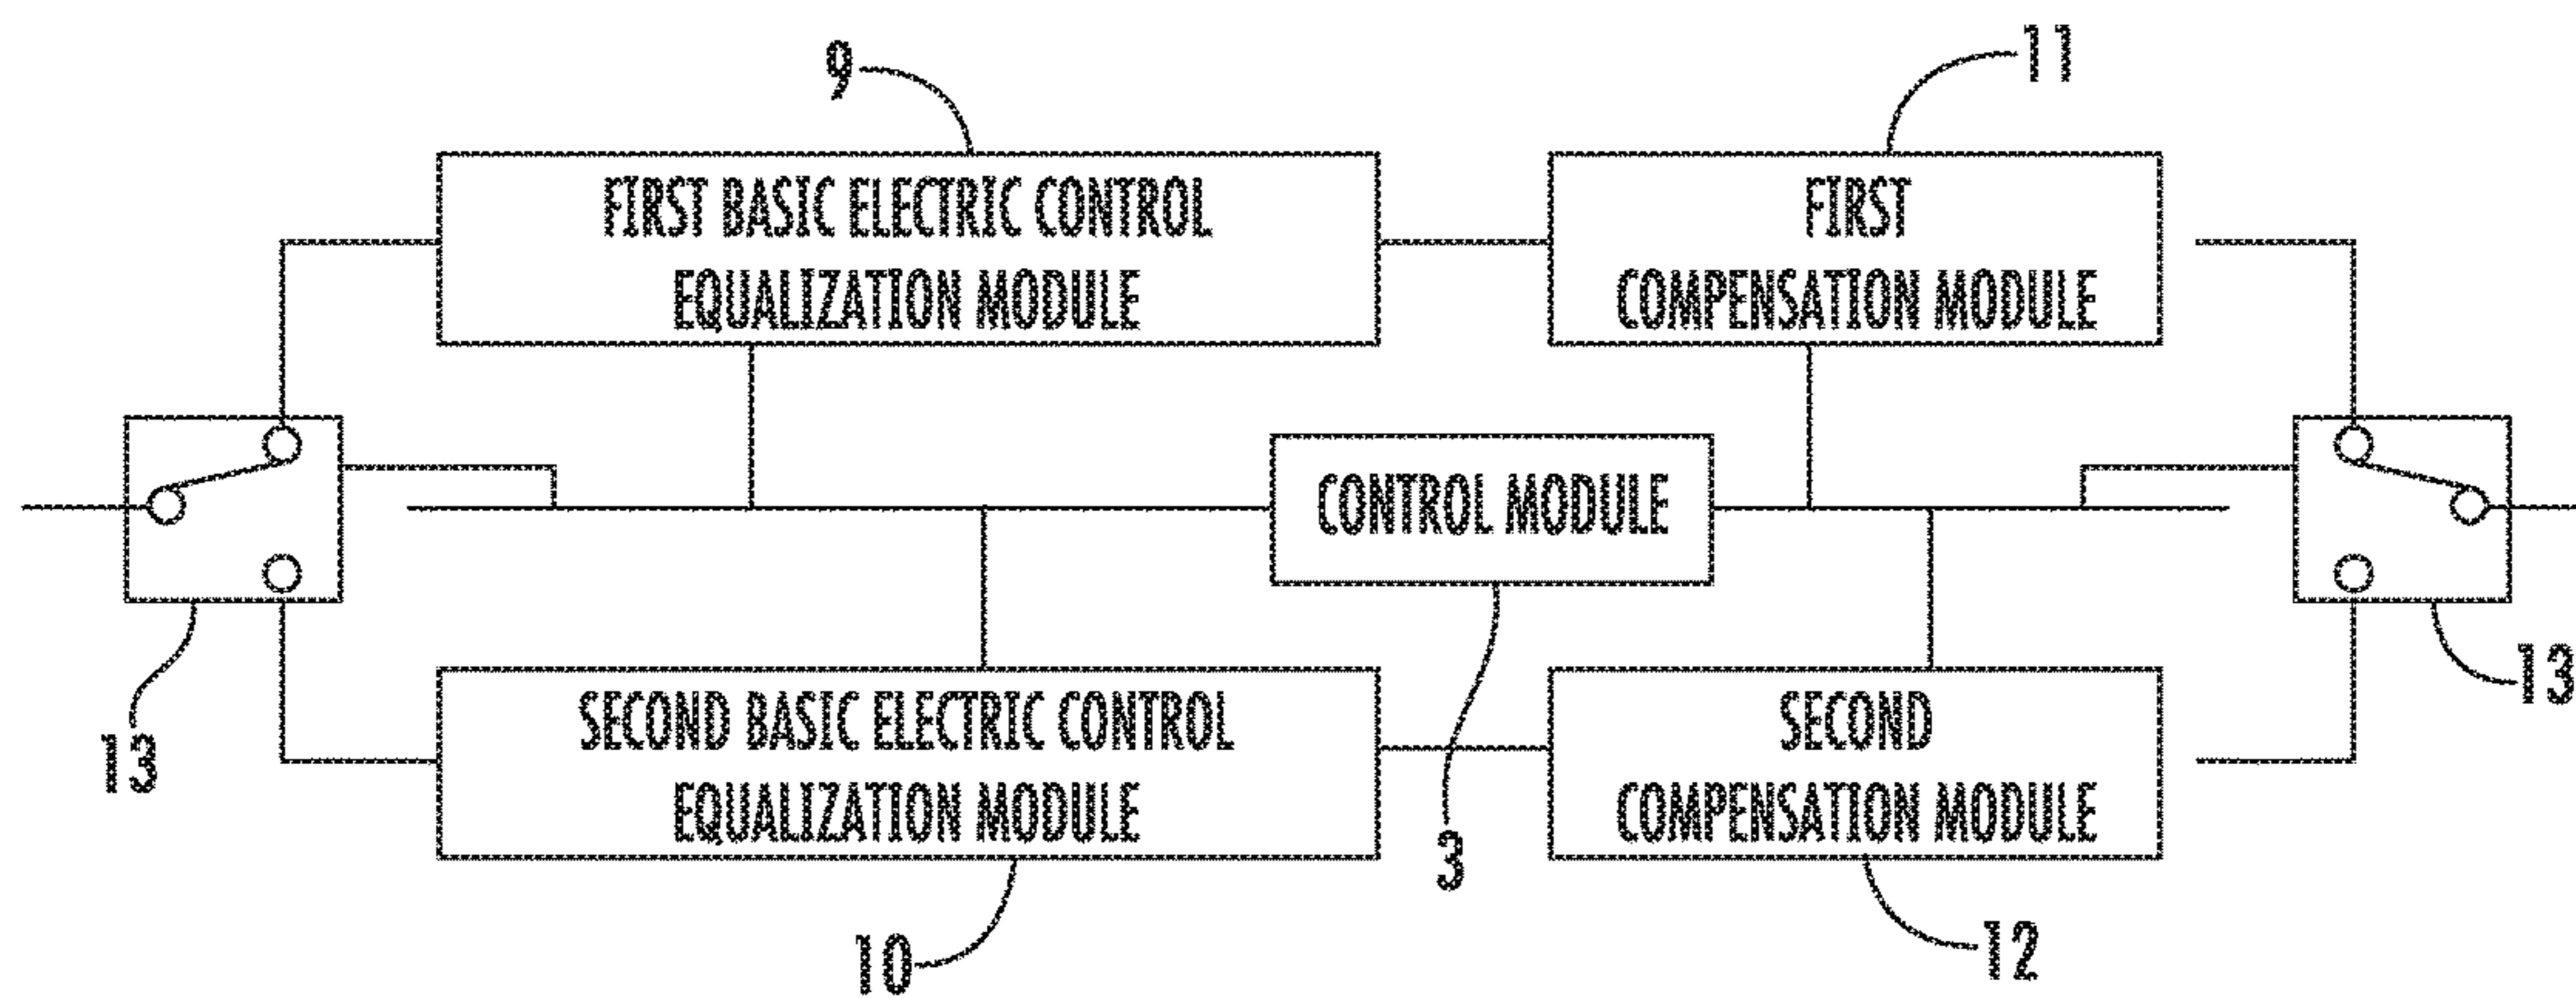 9
11
FIRST BASIC ELECTRIC CONTROL
EQUALIZATION MODULE
FIRST
COMPENSATION MODULE
CONTROL MODULE
13
13
SECOND BASIC ELECTRIC CONTROL
EQUALIZATION MODULE
SECOND
COMPENSATION MODULE
3
10
12